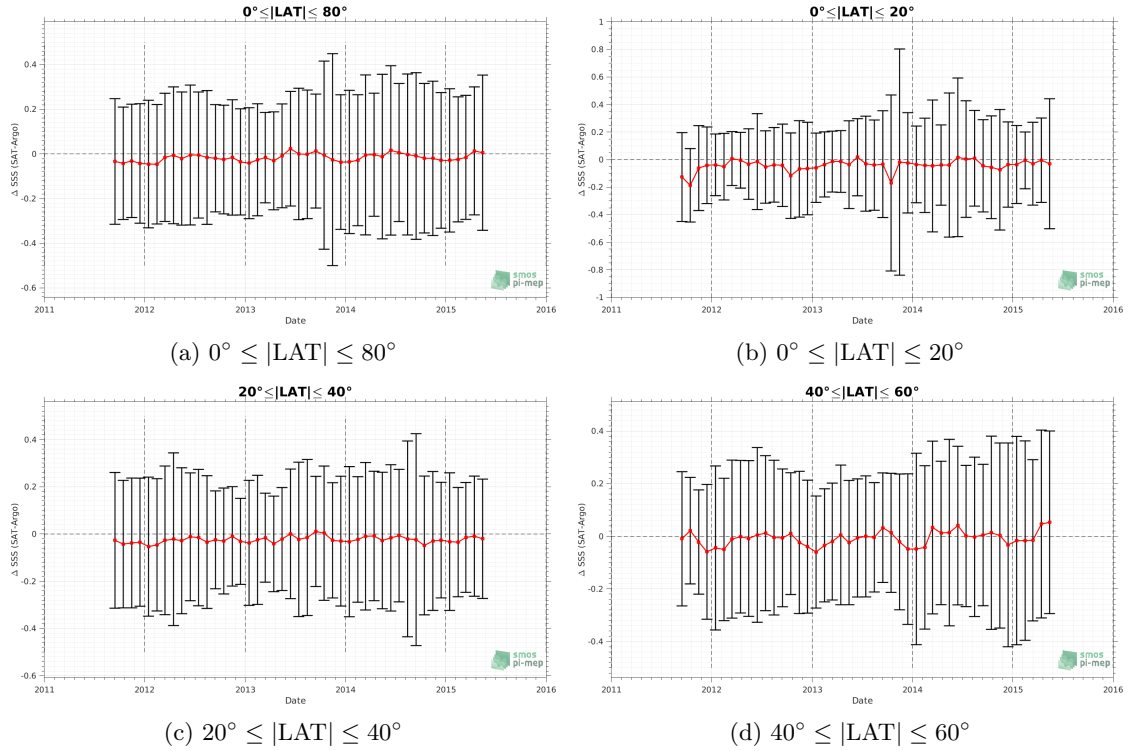 0°≤|LAT|≤ 80°
Δ SSS (SAT-Argo)
0.4
0.2
0
-0.2
-0.4
-0.6
2011 2012 2013 2014 2015 2016
Date
smos
pi-mep
(a) 0° ≤ |LAT| ≤ 80°
0°≤|LAT|≤ 20°
Δ SSS (SAT-Argo)
1
0.8
0.6
0.4
0.2
0
-0.2
-0.4
-0.6
-0.8
-1
2011 2012 2013 2014 2015 2016
Date
smos
pi-mep
(b) 0° ≤ |LAT| ≤ 20°
20°≤|LAT|≤ 40°
Δ SSS (SAT-Argo)
0.4
0.2
0
-0.2
-0.4
-0.6
2011 2012 2013 2014 2015 2016
Date
smos
pi-mep
(c) 20° ≤ |LAT| ≤ 40°
40°≤|LAT|≤ 60°
Δ SSS (SAT-Argo)
0.4
0.2
0
-0.2
-0.4
2011 2012 2013 2014 2015 2016
Date
smos
pi-mep
(d) 40° ≤ |LAT| ≤ 60°